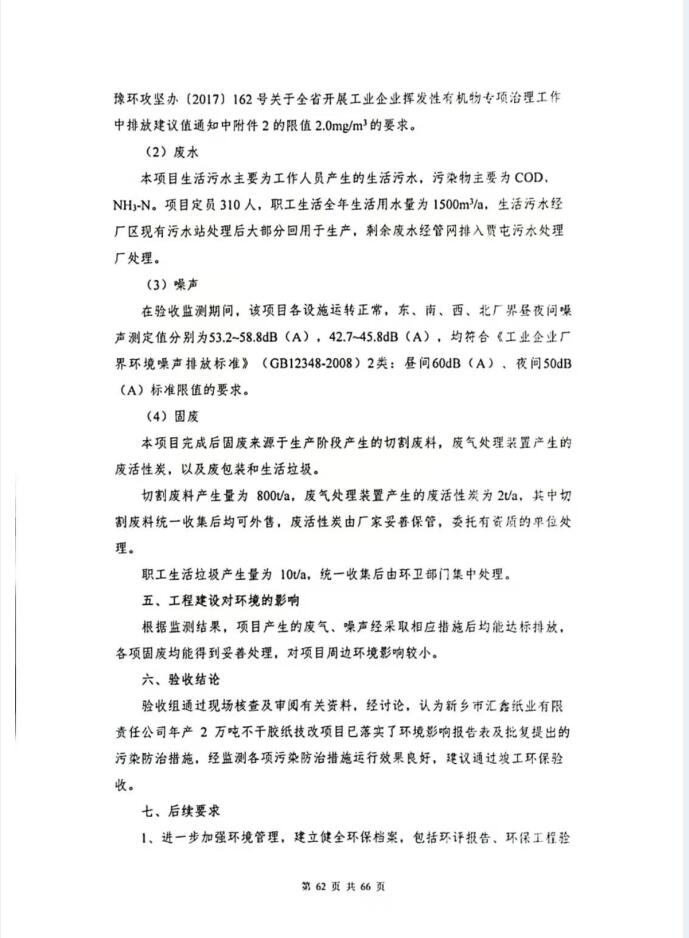 豫环攻坚办〔2017〕162号关于全省开展工业企业挥发性有机物专项治理工作
中排放建议值通知中附件2的限值2.0mg/m³的要求。
（2）废水
本项目生活污水主要为工作人员产生的生活污水，污染物主要为COD、
NH₃-N。项目定员310人，职工生活全年生活用水量为1500m³/a，生活污水经
厂区现有污水站处理后大部分回用于生产，剩余废水经管网排入贾屯污水处理
厂处理。
（3）噪声
在验收监测期间，该项目各设施运转正常，东、南、西、北厂界昼夜间噪
声测定值分别为53.2~58.8dB（A），42.7~45.8dB（A），均符合《工业企业厂
界环境噪声排放标准》（GB12348-2008）2类：昼间60dB（A）、夜间50dB
（A）标准限值的要求。
（4）固废
本项目完成后固废来源于生产阶段产生的切割废料，废气处理装置产生的
废活性炭，以及废包装和生活垃圾。
切割废料产生量为 800t/a，废气处理装置产生的废活性炭为2t/a，其中切
割废料统一收集后均可外售，废活性炭由厂家妥善保管，委托有资质的单位处
理。
职工生活垃圾产生量为 10t/a，统一收集后由环卫部门集中处理。
五、工程建设对环境的影响
根据监测结果，项目产生的废气、噪声经采取相应措施后均能达标排放，
各项固废均能得到妥善处理，对项目周边环境影响较小。
六、验收结论
验收组通过现场核查及审阅有关资料，经讨论，认为新乡市汇鑫纸业有限
责任公司年产 2 万吨不干胶纸技改项目已落实了环境影响报告表及批复提出的
污染防治措施，经监测各项污染防治措施运行效果良好，建议通过竣工环保验
收。
七、后续要求
1、进一步加强环境管理，建立健全环保档案，包括环评报告、环保工程验
第 62 页 共 66 页